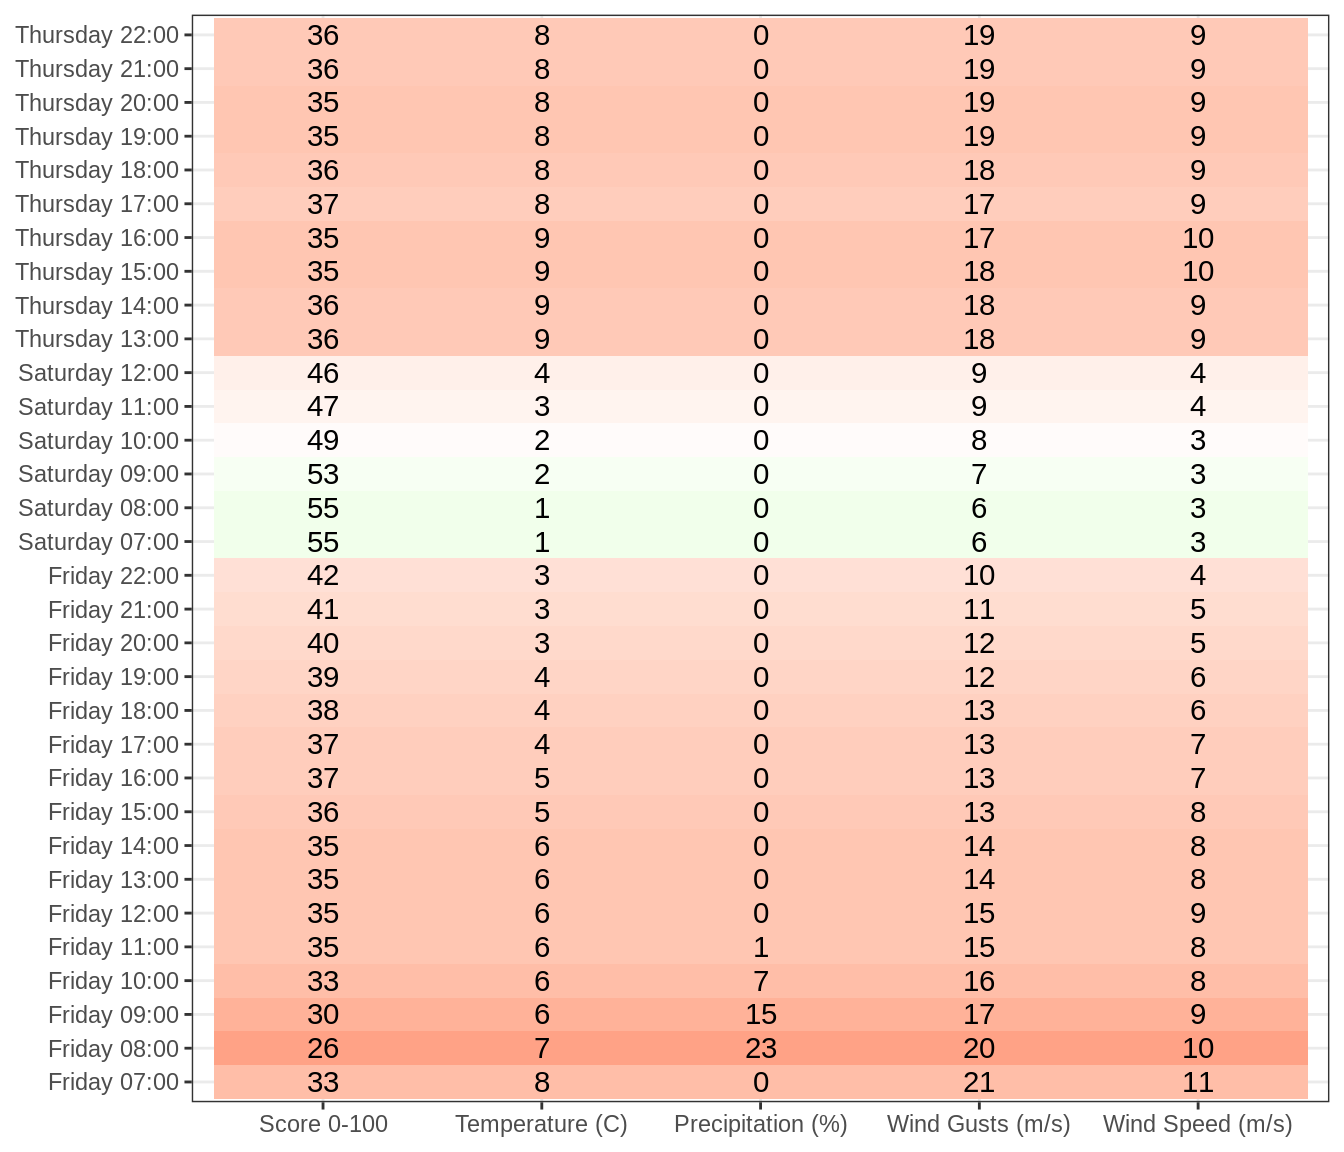 Thursday 22:00 36 8 0 19 9
Thursday 21:00 36 8 0 19 9
Thursday 20:00 35 8 0 19 9
Thursday 19:00 35 8 0 19 9
Thursday 18:00 36 8 0 18 9
Thursday 17:00 37 8 0 17 9
Thursday 16:00 35 9 0 17 10
Thursday 15:00 35 9 0 18 10
Thursday 14:00 36 9 0 18 9
Thursday 13:00 36 9 0 18 9
Saturday 12:00 46 4 0 9 4
Saturday 11:00 47 3 0 9 4
Saturday 10:00 49 2 0 8 3
Saturday 09:00 53 2 0 7 3
Saturday 08:00 55 1 0 6 3
Saturday 07:00 55 1 0 6 3
Friday 22:00 42 3 0 10 4
Friday 21:00 41 3 0 11 5
Friday 20:00 40 3 0 12 5
Friday 19:00 39 4 0 12 6
Friday 18:00 38 4 0 13 6
Friday 17:00 37 4 0 13 7
Friday 16:00 37 5 0 13 7
Friday 15:00 36 5 0 13 8
Friday 14:00 35 6 0 14 8
Friday 13:00 35 6 0 14 8
Friday 12:00 35 6 0 15 9
Friday 11:00 35 6 1 15 8
Friday 10:00 33 6 7 16 8
Friday 09:00 30 6 15 17 9
Friday 08:00 26 7 23 20 10
Friday 07:00 33 8 0 21 11
Score 0-100 Temperature (C) Precipitation (%) Wind Gusts (m/s) Wind Speed (m/s)